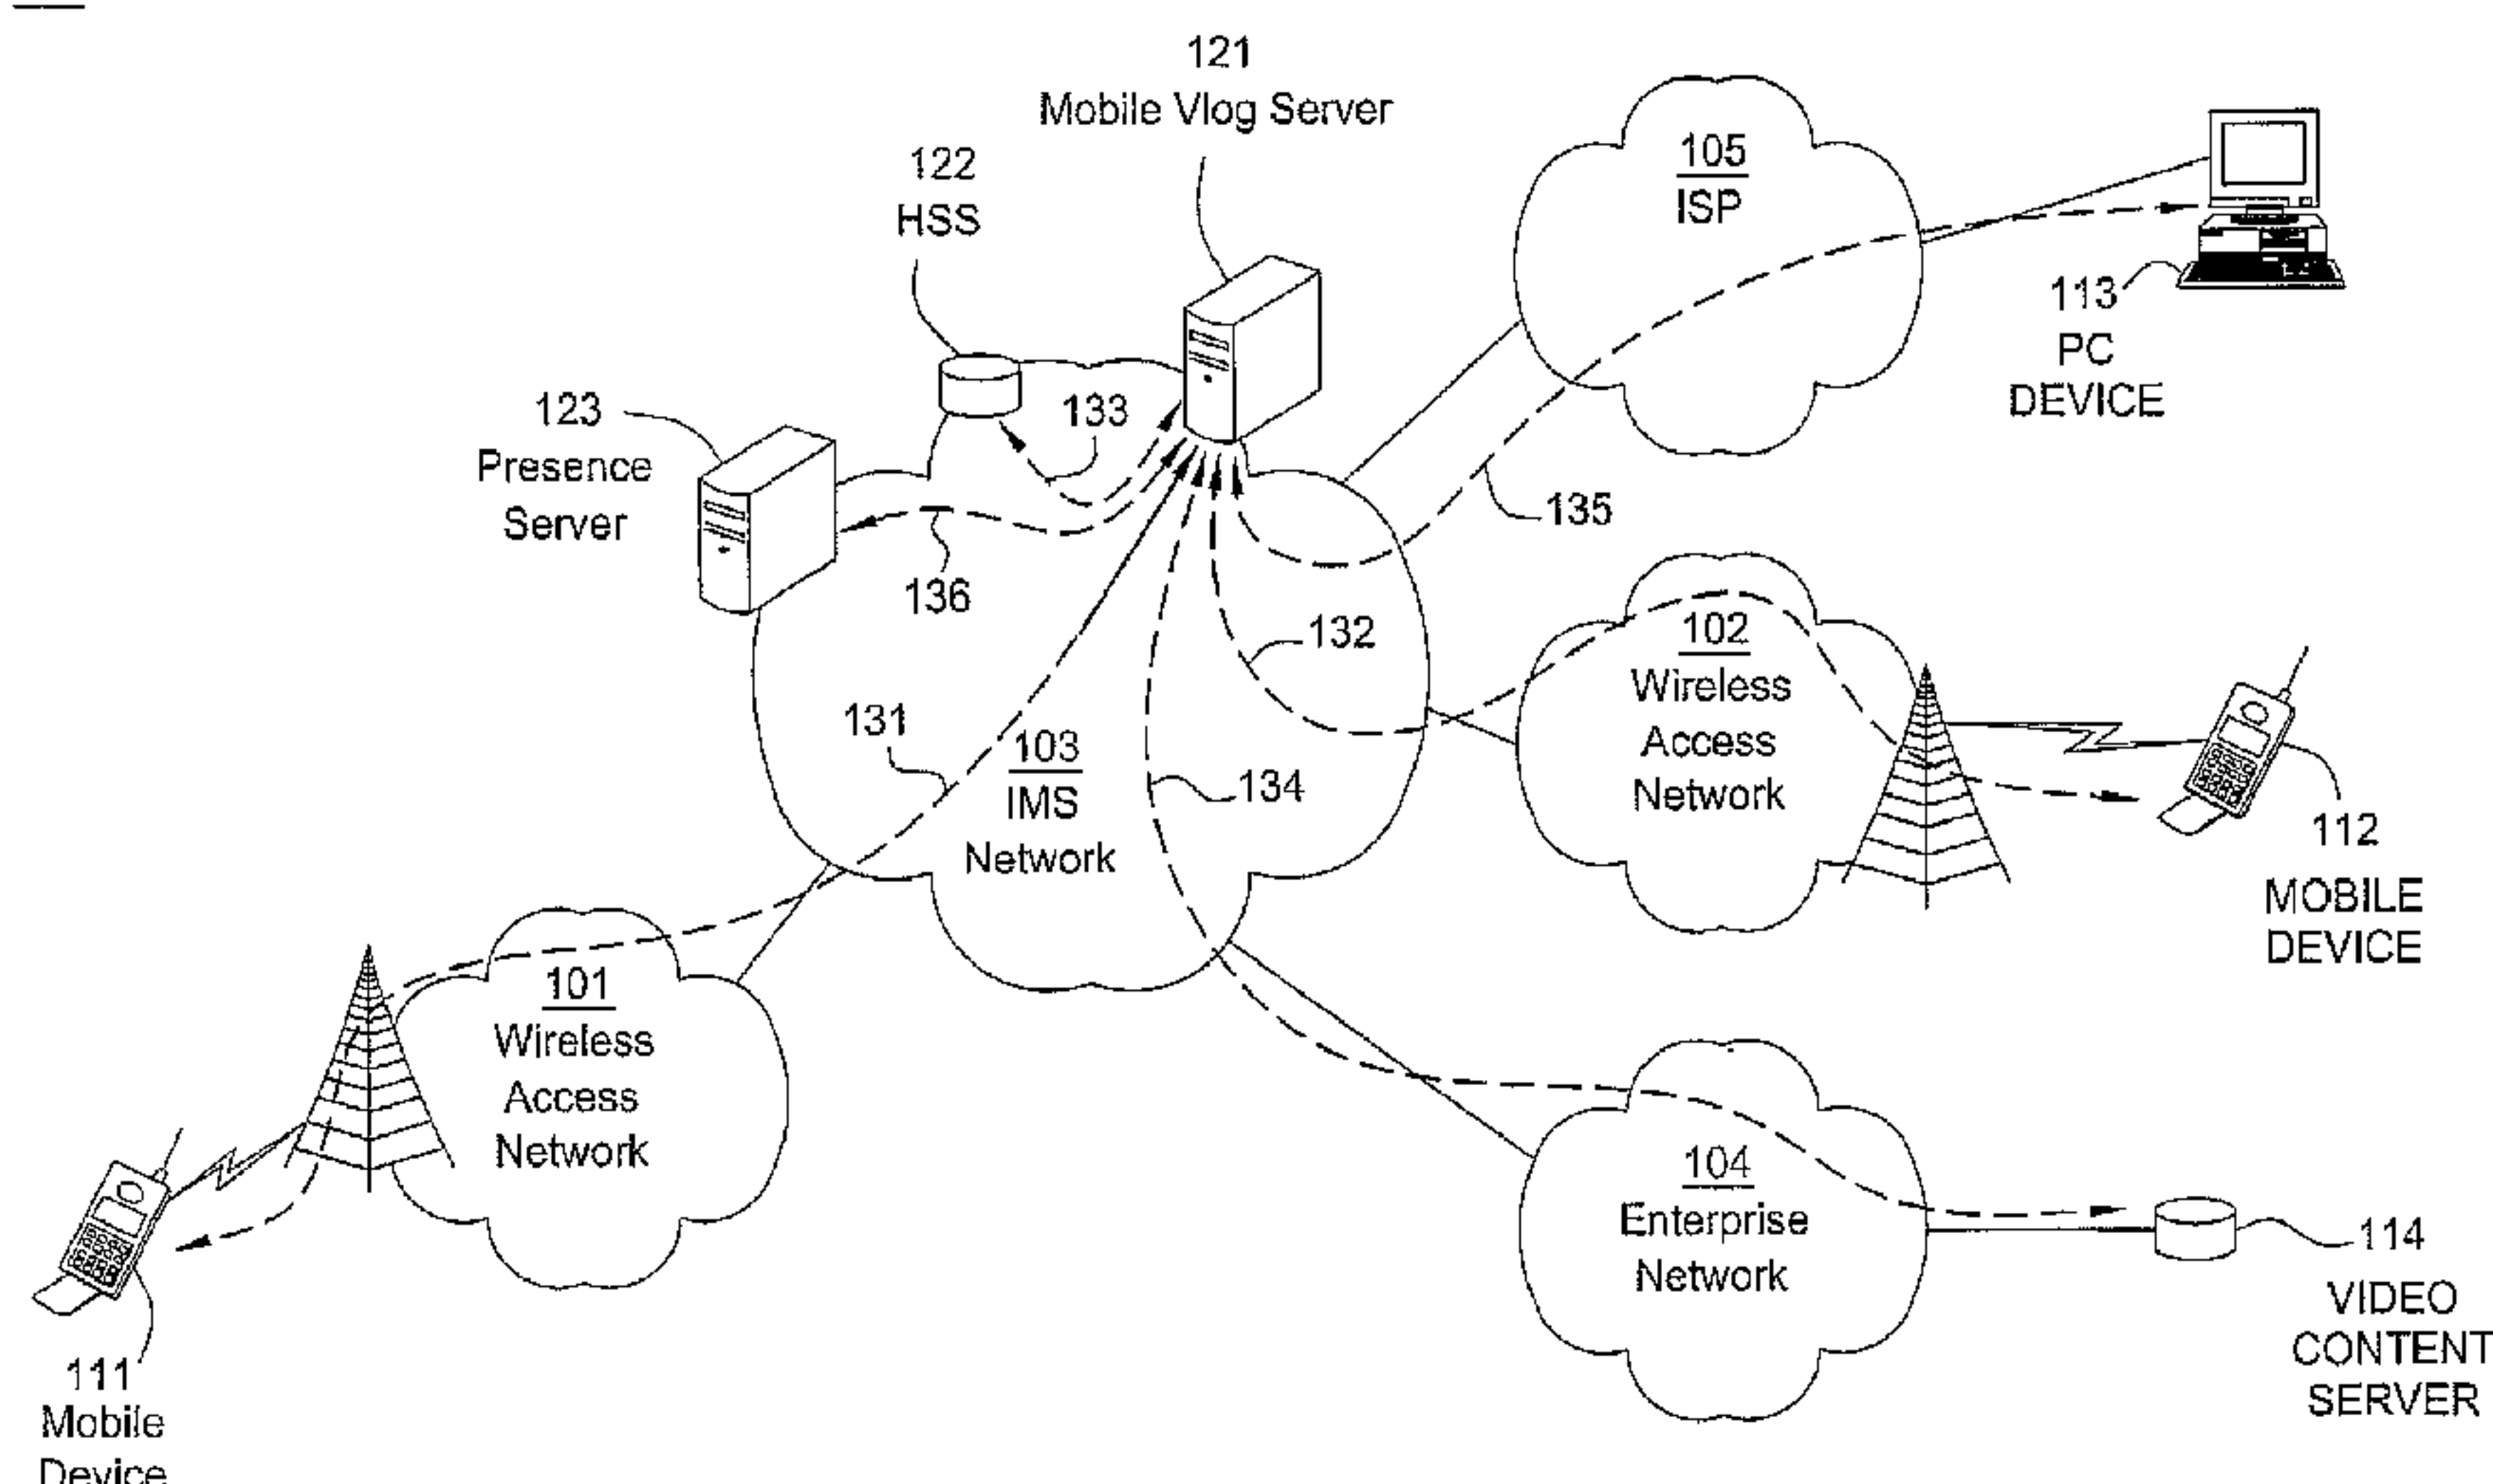 121
Mobile Vlog Server
122
HSS
105
ISP
113
PC
DEVICE
123
Presence
Server
133
135
136
132
102
Wireless
Access
Network
131
103
IMS
Network
134
112
MOBILE
DEVICE
101
Wireless
Access
Network
104
Enterprise
Network
114
VIDEO
CONTENT
SERVER
111
Mobile
Device